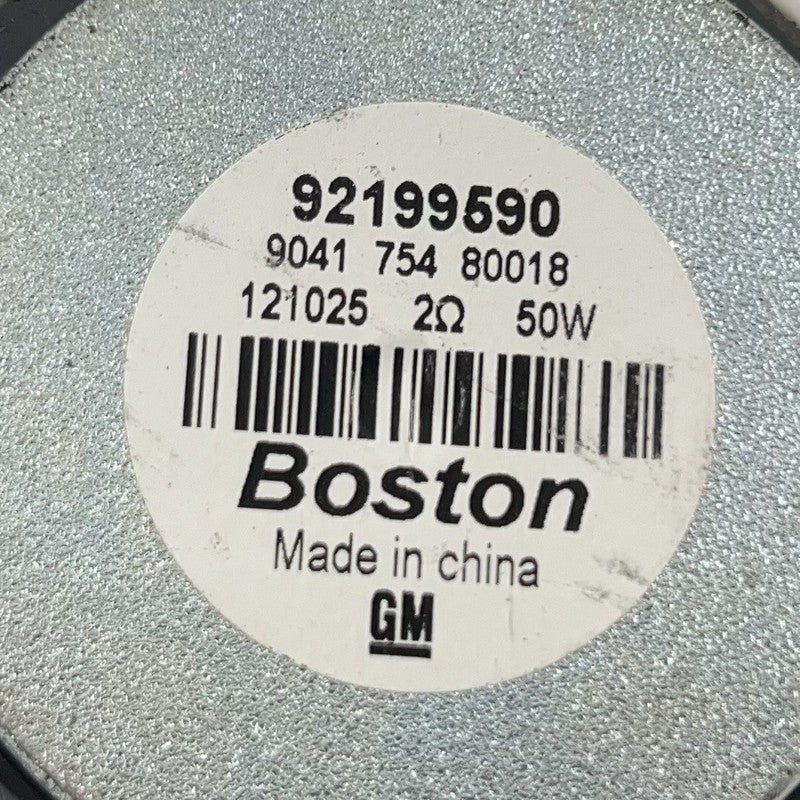 92199590
9041 754 80018
121025 2Ω 50W
Boston
Made in china
GM